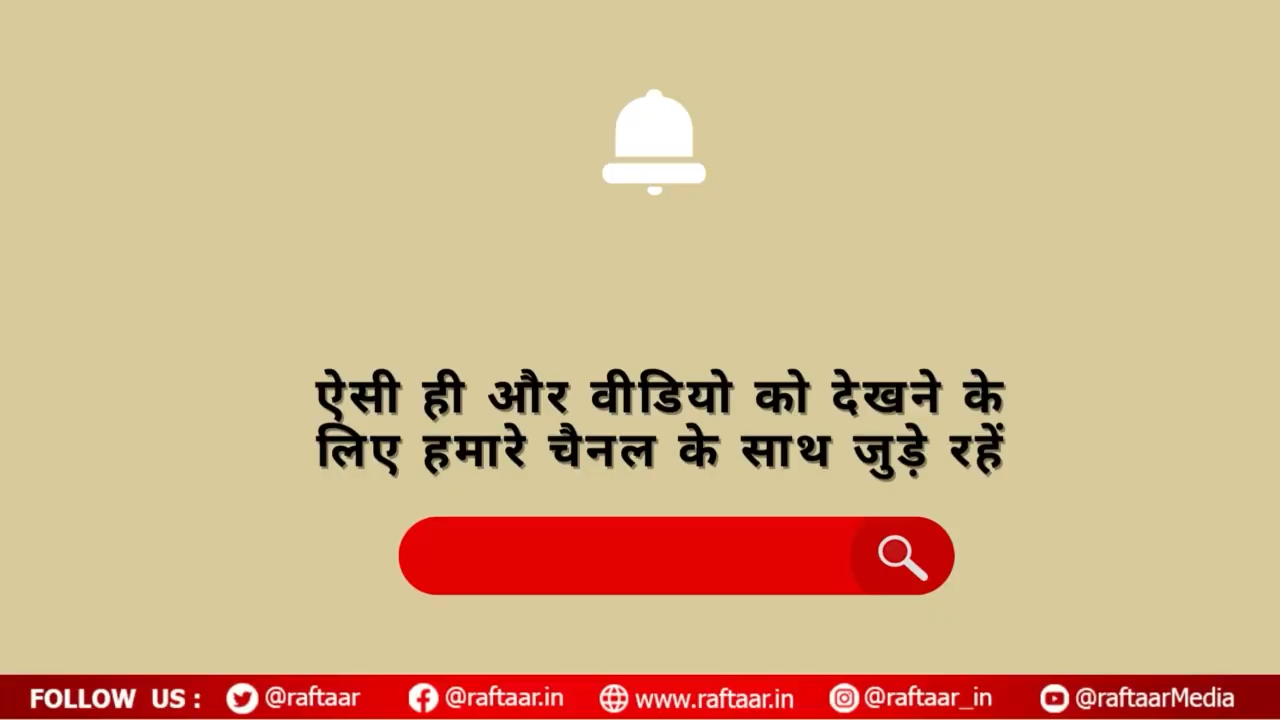 ऐसी ही और वीडियो को देखने के
लिए हमारे चैनल के साथ जुड़े रहें
FOLLOW US : @raftaar @raftaar.in www.raftaar.in @raftaar_in @raftaarMedia